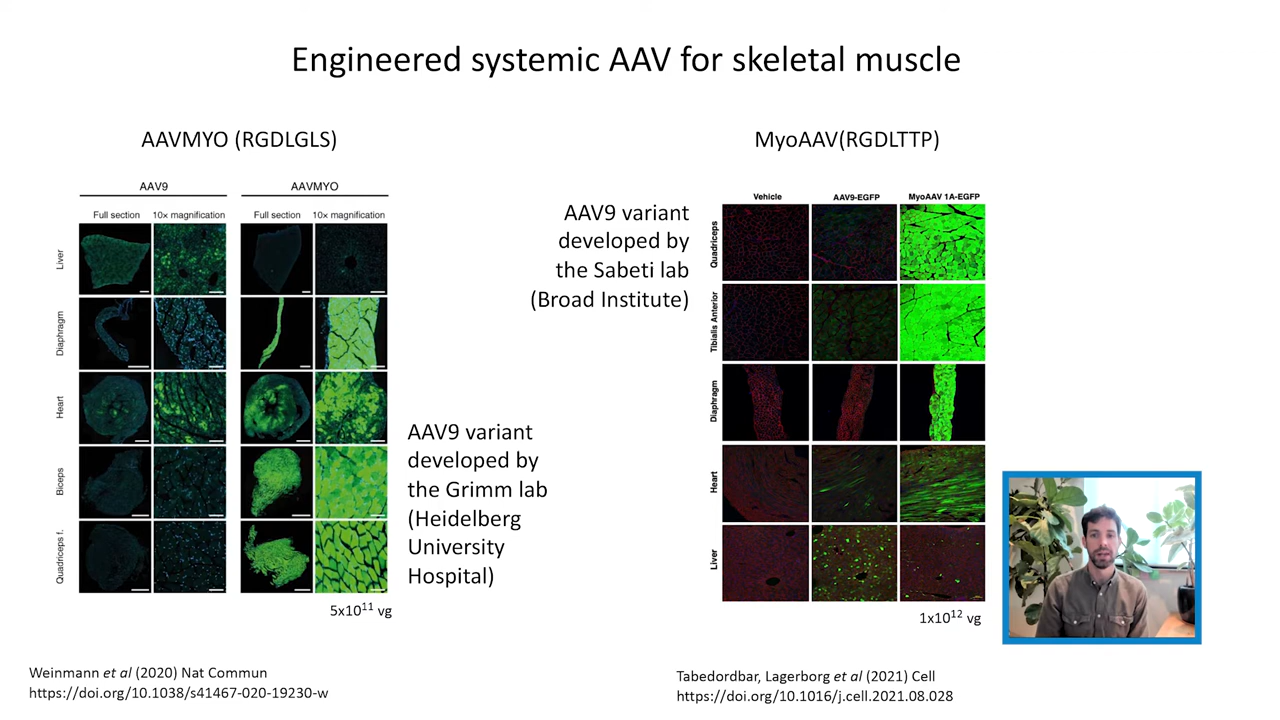 Engineered systemic AAV for skeletal muscle
AAVMYO (RGDLGLS)
AAV9
AAVMYO
Full section
10× magnification
Full section
10× magnification
Liver
Diaphragm
Heart
Biceps
Quadriceps f.
5x10¹¹ vg
AAV9 variant
developed by
the Grimm lab
(Heidelberg
University
Hospital)
Weinmann et al (2020) Nat Commun
https://doi.org/10.1038/s41467-020-19230-w
MyoAAV(RGDLTTP)
AAV9 variant
developed by
the Sabeti lab
(Broad Institute)
Vehicle
AAV9-EGFP
MyoAAV 1A-EGFP
Quadriceps
Tibialis Anterior
Diaphragm
Heart
Liver
1x10¹² vg
Tabedordbar, Lagerborg et al (2021) Cell
https://doi.org/10.1016/j.cell.2021.08.028